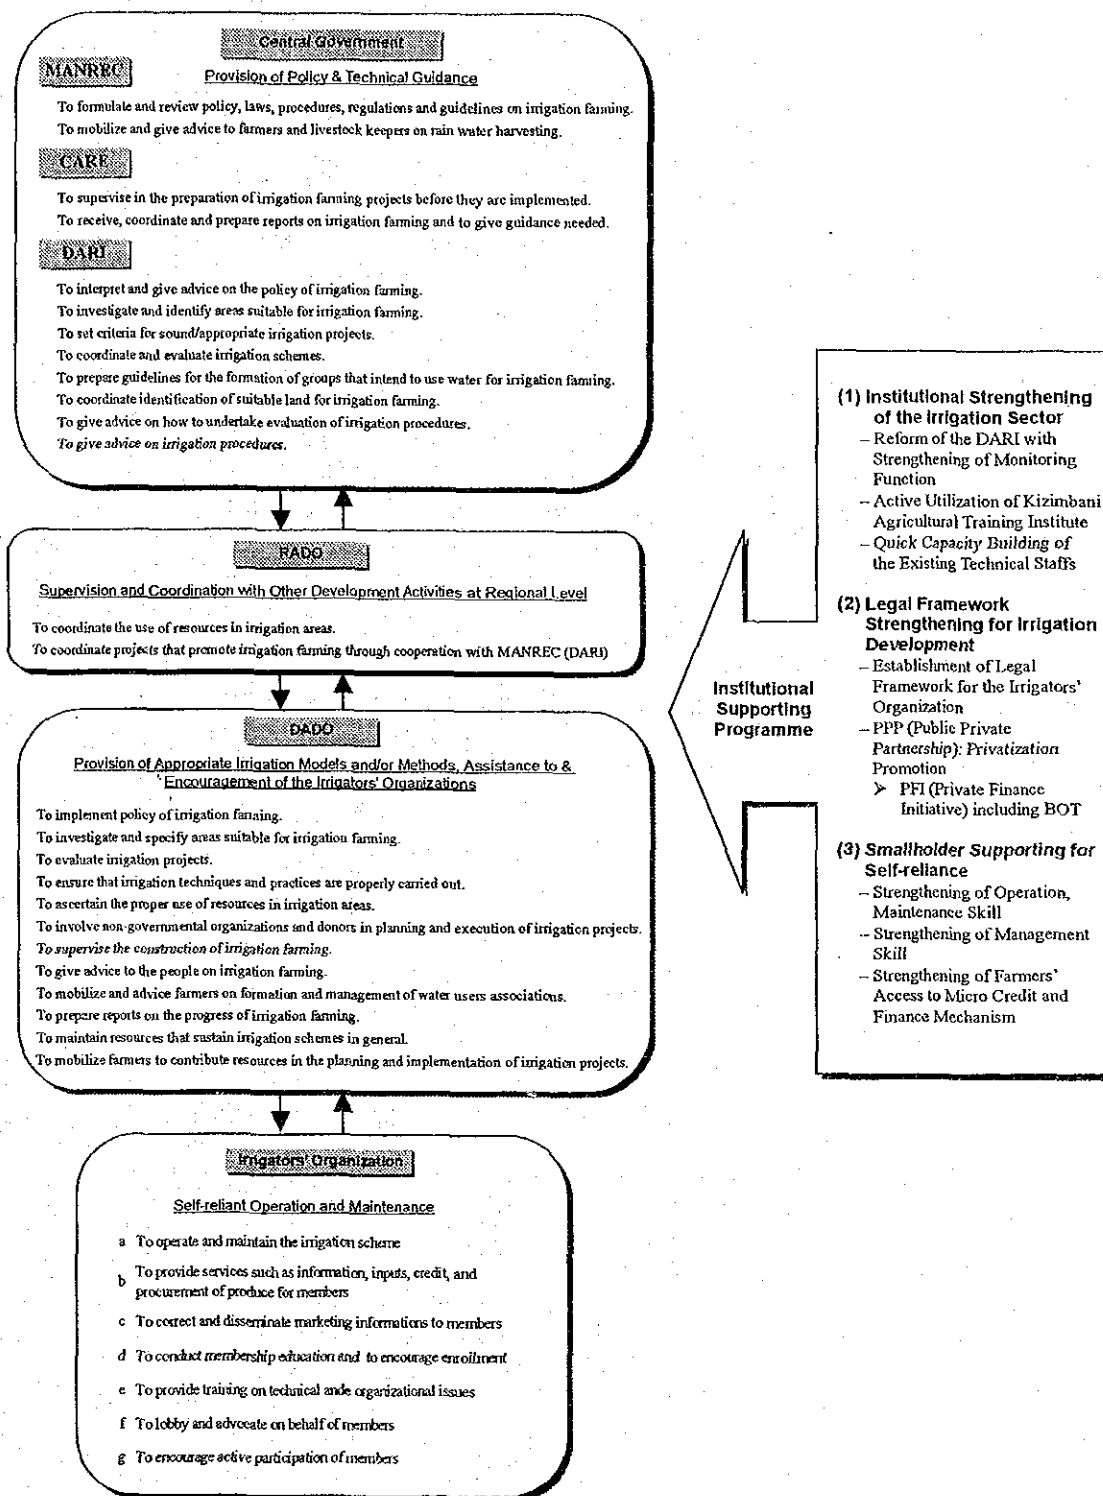 Central Government
MANREC
Provision of Policy & Technical Guidance
To formulate and review policy, laws, procedures, regulations and guidelines on irrigation farming.
To mobilize and give advice to farmers and livestock keepers on rain water harvesting.
CARE
To supervise in the preparation of irrigation farming projects before they are implemented.
To receive, coordinate and prepare reports on irrigation farming and to give guidance needed.
DARI
To interpret and give advice on the policy of irrigation farming.
To investigate and identify areas suitable for irrigation farming.
To set criteria for sound/appropriate irrigation projects.
To coordinate and evaluate irrigation schemes.
To prepare guidelines for the formation of groups that intend to use water for irrigation farming.
To coordinate identification of suitable land for irrigation farming.
To give advice on how to undertake evaluation of irrigation procedures.
To give advice on irrigation procedures.
RADO
Supervision and Coordination with Other Development Activities at Regional Level
To coordinate the use of resources in irrigation areas.
To coordinate projects that promote irrigation farming through cooperation with MANREC (DARI)
DADO
Provision of Appropriate Irrigation Models and/or Methods, Assistance to &
Encouragement of the Irrigators' Organizations
To implement policy of irrigation farming.
To investigate and specify areas suitable for irrigation farming.
To evaluate irrigation projects.
To ensure that irrigation techniques and practices are properly carried out.
To ascertain the proper use of resources in irrigation areas.
To involve non-governmental organizations and donors in planning and execution of irrigation projects.
To supervise the construction of irrigation farming.
To give advice to the people on irrigation farming.
To mobilize and advice farmers on formation and management of water users associations.
To prepare reports on the progress of irrigation farming.
To maintain resources that sustain irrigation schemes in general.
To mobilize farmers to contribute resources in the planning and implementation of irrigation projects.
Irrigators' Organization
Self-reliant Operation and Maintenance
a To operate and maintain the irrigation scheme
b To provide services such as information, inputs, credit, and
procurement of produce for members
c To correct and disseminate marketing informations to members
d To conduct membership education and to encourage enrollment
e To provide training on technical ande organizational issues
f To lobby and advocate on behalf of members
g To encourage active participation of members
Institutional
Supporting
Programme
(1) Institutional Strengthening
of the Irrigation Sector
– Reform of the DARI with
Strengthening of Monitoring
Function
– Active Utilization of Kizimbani
Agricultural Training Institute
– Quick Capacity Building of
the Existing Technical Staffs
(2) Legal Framework
Strengthening for Irrigation
Development
– Establishment of Legal
Framework for the Irrigators'
Organization
– PPP (Public Private
Partnership): Privatization
Promotion
➢ PFI (Private Finance
Initiative) including BOT
(3) Smallholder Supporting for
Self-reliance
– Strengthening of Operation,
Maintenance Skill
– Strengthening of Management
Skill
– Strengthening of Farmers'
Access to Micro Credit and
Finance Mechanism